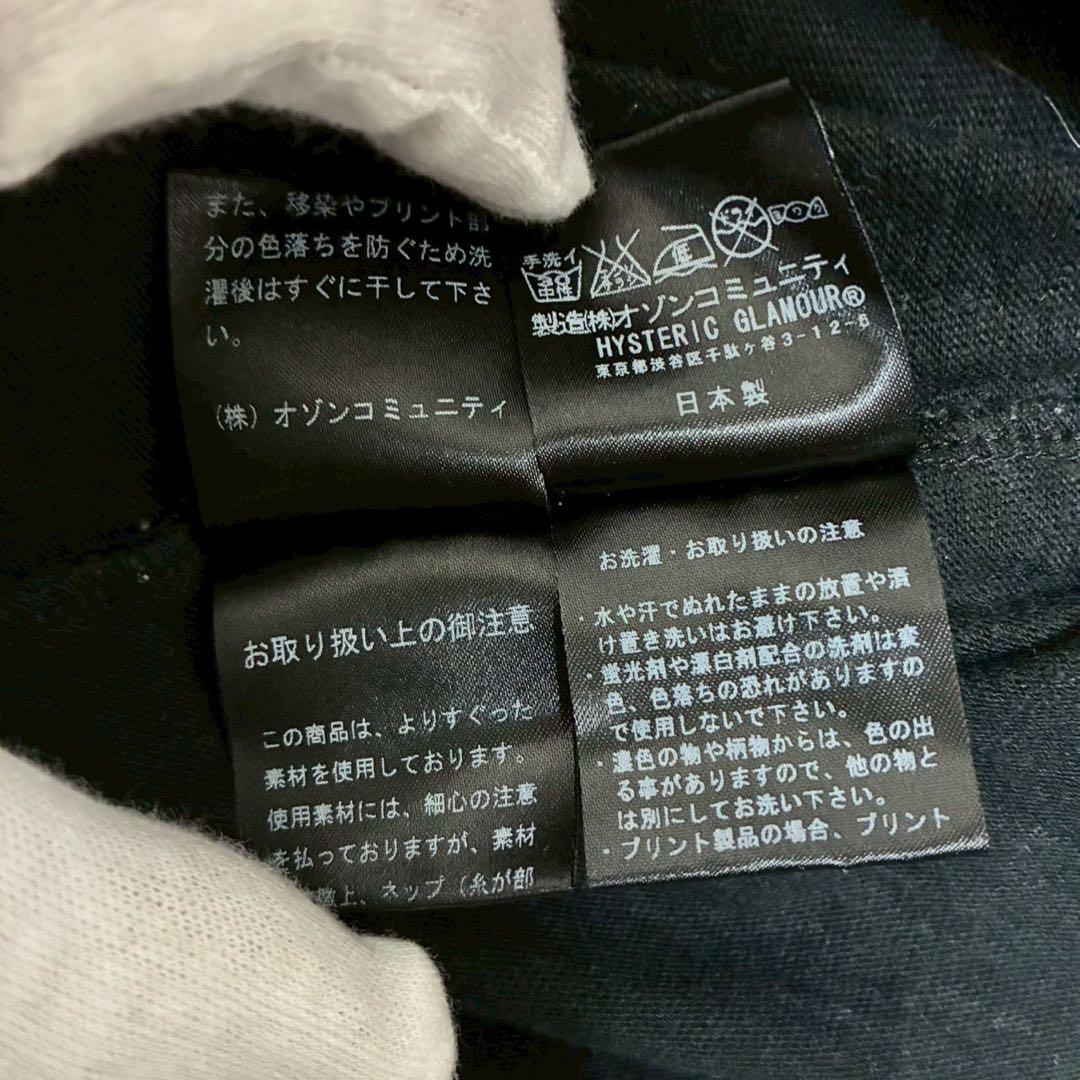 また、移染やプリント部
分の色落ちを防ぐため洗
濯後はすぐに干して下さ
い。
(株)オゾンコミュニティ
手洗イ
中性
低
ドライ
(株)オゾンコミュニティ
HYSTERIC GLAMOUR®
東京都渋谷区千駄ヶ谷3-12-8
日本製
お取り扱い上の御注意
この商品は、よりすぐった
素材を使用しております。
使用素材には、細心の注意
を払っておりますが、素材
上、ネップ(糸が部
お洗濯・お取り扱いの注意
・水や汗でぬれたままの放置や漬
け置き洗いはお避け下さい。
・蛍光剤や漂白剤配合の洗剤は変
色、色落ちの恐れがありますの
で使用しないで下さい。
・濃色の物や柄物からは、色の出
る事がありますので、他の物と
は別にしてお洗い下さい。
・プリント製品の場合、プリント